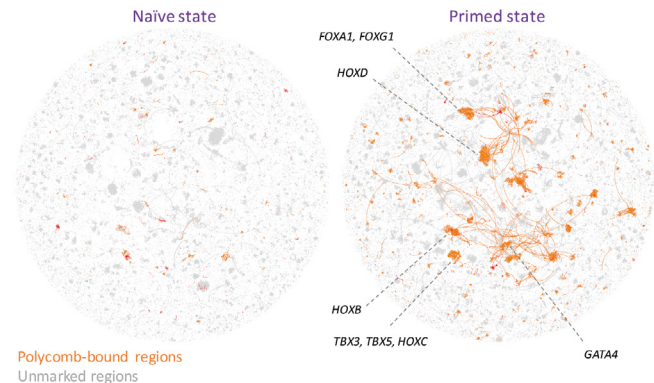 Naïve state
Primed state
FOXA1, FOXG1
HOXD
HOXB
TBX3, TBX5, HOXC
GATA4
Polycomb-bound regions
Unmarked regions